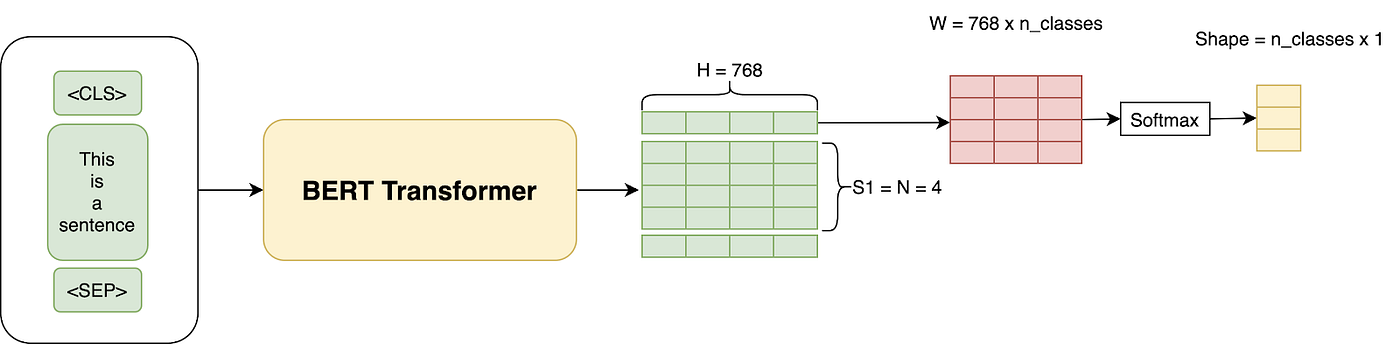 <CLS>
This
is
a
sentence
<SEP>
BERT Transformer
H = 768
S1 = N = 4
W = 768 x n_classes
Softmax
Shape = n_classes x 1